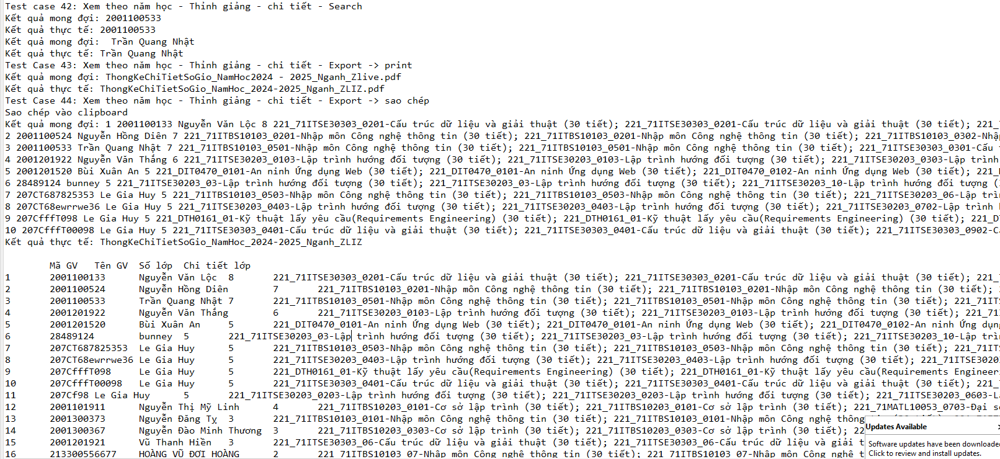 Test case 42: Xem theo năm học - Thỉnh giảng - chi tiết - Search
Kết quả mong đợi: 2001100533
Kết quả thực tế: 2001100533
Kết quả mong đợi:  Trần Quang Nhật
Kết quả thực tế: Trần Quang Nhật
Test Case 43: Xem theo năm học - Thỉnh giảng - chi tiết - Export -> print
Kết quả mong đợi: ThongKeChiTietSoGio_NamHoc2024 - 2025_Nganh_Zlive.pdf
Kết quả thực tế: ThongKeChiTietSoGio_NamHoc_2024-2025_Nganh_ZLIZ.pdf
Test Case 44: Xem theo năm học - Thỉnh giảng - chi tiết - Export -> sao chép
Sao chép vào clipboard
Kết quả mong đợi: 1 2001100133 Nguyễn Văn Lộc 8 221_71ITSE30303_0201-Cấu trúc dữ liệu và giải thuật (30 tiết); 221_71ITSE30303_0201-Cấu trúc dữ liệu và giải thuật (30 tiết); 221_71
2 2001100524 Nguyễn Hồng Diên 7 221_71ITBS10103_0201-Nhập môn Công nghệ thông tin (30 tiết); 221_71ITBS10103_0201-Nhập môn Công nghệ thông tin (30 tiết); 221_71ITBS10103_0302-Nhập
3 2001100533 Trần Quang Nhật 7 221_71ITBS10103_0501-Nhập môn Công nghệ thông tin (30 tiết); 221_71ITBS10103_0501-Nhập môn Công nghệ thông tin (30 tiết); 221_71ITSE30303_0301-Cấu t
4 2001201922 Nguyễn Văn Thắng 6 221_71ITSE30203_0103-Lập trình hướng đối tượng (30 tiết); 221_71ITSE30203_0103-Lập trình hướng đối tượng (30 tiết); 221_71ITSE30203_0303-Lập trình
5 2001201520 Bùi Xuân An 5 221_DIT0470_0101-An ninh Ứng dụng Web (30 tiết); 221_DIT0470_0101-An ninh Ứng dụng Web (30 tiết); 221_DIT0470_0102-An ninh Ứng dụng Web (30 tiết);
6 28489124 bunney 5 221_71ITSE30203_03-Lập trình hướng đối tượng (30 tiết); 221_71ITSE30203_03-Lập trình hướng đối tượng (30 tiết); 221_71ITSE30203_10-Lập trình hướng đối tượng (
7 207CT687825353 Le Gia Huy 5 221_71ITBS10103_0503-Nhập môn Công nghệ thông tin (30 tiết); 221_71ITBS10103_0503-Nhập môn Công nghệ thông tin (30 tiết); 221_71ITSE30203_06-Lập trìn
8 207CT68ewrrwe36 Le Gia Huy 5 221_71ITSE30203_0403-Lập trình hướng đối tượng (30 tiết); 221_71ITSE30203_0403-Lập trình hướng đối tượng (30 tiết); 221_71ITSE30203_0702-Lập trình h
9 207CfffT098 Le Gia Huy 5 221_DTH0161_01-Kỹ thuật lấy yêu cầu(Requirements Engineering) (30 tiết); 221_DTH0161_01-Kỹ thuật lấy yêu cầu(Requirements Engineering) (30 tiết); 221_D
10 207CfffT00098 Le Gia Huy 5 221_71ITSE30303_0401-Cấu trúc dữ liệu và giải thuật (30 tiết); 221_71ITSE30303_0401-Cấu trúc dữ liệu và giải thuật (30 tiết); 221_71ITSE30303_0902-C
Kết quả thực tế: ThongKeChiTietSoGio_NamHoc_2024-2025_Nganh_ZLIZ
Mã GV   Tên GV  Số lớp  Chi tiết lớp
1 2001100133 Nguyễn Văn Lộc 8 221_71ITSE30303_0201-Cấu trúc dữ liệu và giải thuật (30 tiết); 221_71ITSE30303_0201-Cấu trúc dữ liệu và giải thuật (30 tiết); 221_
2 2001100524 Nguyễn Hồng Diên 7 221_71ITBS10103_0201-Nhập môn Công nghệ thông tin (30 tiết); 221_71ITBS10103_0201-Nhập môn Công nghệ thông tin (30 tiết);
3 2001100533 Trần Quang Nhật 7 221_71ITBS10103_0501-Nhập môn Công nghệ thông tin (30 tiết); 221_71ITBS10103_0501-Nhập môn Công nghệ thông tin (30 tiết); 221_71ITS
4 2001201922 Nguyễn Văn Thắng 6 221_71ITSE30203_0103-Lập trình hướng đối tượng (30 tiết); 221_71ITSE30203_0103-Lập trình hướng đối tượng (30 tiết); 221_71
5 2001201520 Bùi Xuân An 5 221_DIT0470_0101-An ninh Ứng dụng Web (30 tiết); 221_DIT0470_0101-An ninh Ứng dụng Web (30 tiết); 221_DIT0470_0102-An ninh Ứng
6 28489124 bunney 5 221_71ITSE30203_03-Lập trình hướng đối tượng (30 tiết); 221_71ITSE30203_03-Lập trình hướng đối tượng (30 tiết); 221_71ITSE30203_10-Lập trìn
7 207CT687825353 Le Gia Huy 5 221_71ITBS10103_0503-Nhập môn Công nghệ thông tin (30 tiết); 221_71ITBS10103_0503-Nhập môn Công nghệ thông tin (30 tiết); 221_71ITS
8 207CT68ewrrwe36 Le Gia Huy 5 221_71ITSE30203_0403-Lập trình hướng đối tượng (30 tiết); 221_71ITSE30203_0403-Lập trình hướng đối tượng (30 tiết); 221_71ITSE30203
9 207CfffT098 Le Gia Huy 5 221_DTH0161_01-Kỹ thuật lấy yêu cầu(Requirements Engineering) (30 tiết); 221_DTH0161_01-Kỹ thuật lấy yêu cầu(Requirements Engineer
10 207CfffT00098 Le Gia Huy 5 221_71ITSE30303_0401-Cấu trúc dữ liệu và giải thuật (30 tiết); 221_71ITSE30303_0401-Cấu trúc dữ liệu và giải thuật (30 tiết); 221_
11 207Cf98 Le Gia Huy 5 221_71ITSE30203_0203-Lập trình hướng đối tượng (30 tiết); 221_71ITSE30203_0203-Lập trình hướng đối tượng (30 tiết); 221_71ITSE30203_0603-L
12 2001101911 Nguyễn Thị Mỹ Linh 4 221_71ITBS10203_0101-Cơ sở lập trình (30 tiết); 221_71ITBS10203_0101-Cơ sở lập trình (30 tiết); 221_71MATL10053_0703-Đại s
13 2001300373 Nguyễn Đăng Tỵ 3 221_71ITBS10103_0101-Nhập môn Công nghệ thông tin (30 tiết); 221_71ITBS10103_0101-Nhập môn Công nghệ
14 2001300367 Nguyễn Đào Minh Thương 3 221_71ITBS10203_0303-Cơ sở lập trình (30 tiết); 221_71ITBS10203_0303-Cơ sở lập trình (30 tiết); 22
15 2001201921 Vũ Thanh Hiền 3 221_71ITSE30303_06-Cấu trúc dữ liệu và giải thuật (30 tiết); 221_71ITSE30303_06-Cấu trúc dữ liệu và giải t
16 213300556677 HOÀNG VŨ ĐỢI HOÀNG 2 221_71ITBS10103_07-Nhập môn Công nghệ thông tin (30 tiết); 221_71ITBS10103_07-Nhập môn Công nghệ t
Updates Available
Software updates have been downloaded
Click to review and install updates.